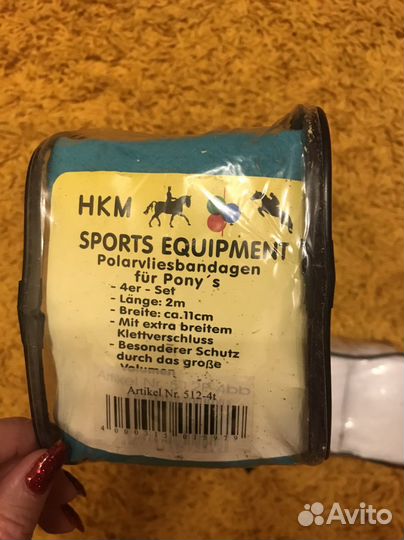 HKM
SPORTS EQUIPMENT
Polarvliesbandagen
für Pony´s
- 4er - Set
- Länge: 2m
- Breite: ca.11cm
- Mit extra breitem
Klettverschluss
- Besonderer Schutz
durch das große
Volumen
Artikel Nr. 512-4t
Avito